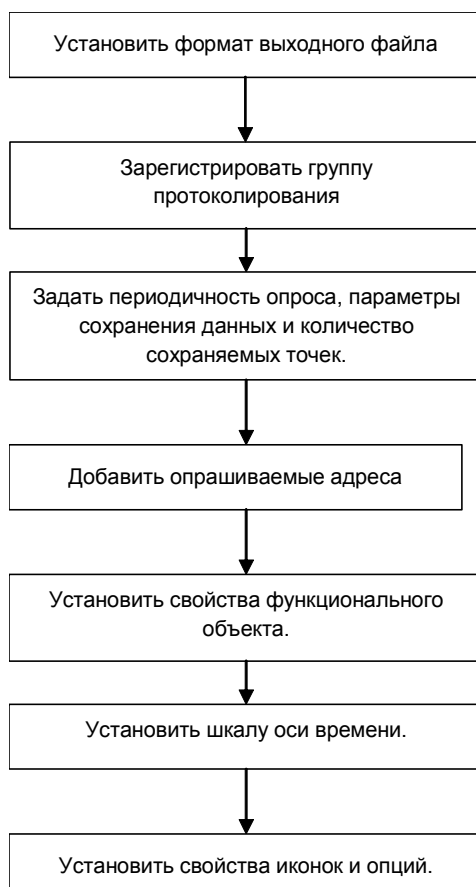 Установить формат выходного файла
Зарегистрировать группу
протоколирования
Задать периодичность опроса, параметры
сохранения данных и количество
сохраняемых точек.
Добавить опрашиваемые адреса
Установить свойства функционального
объекта.
Установить шкалу оси времени.
Установить свойства иконок и опций.